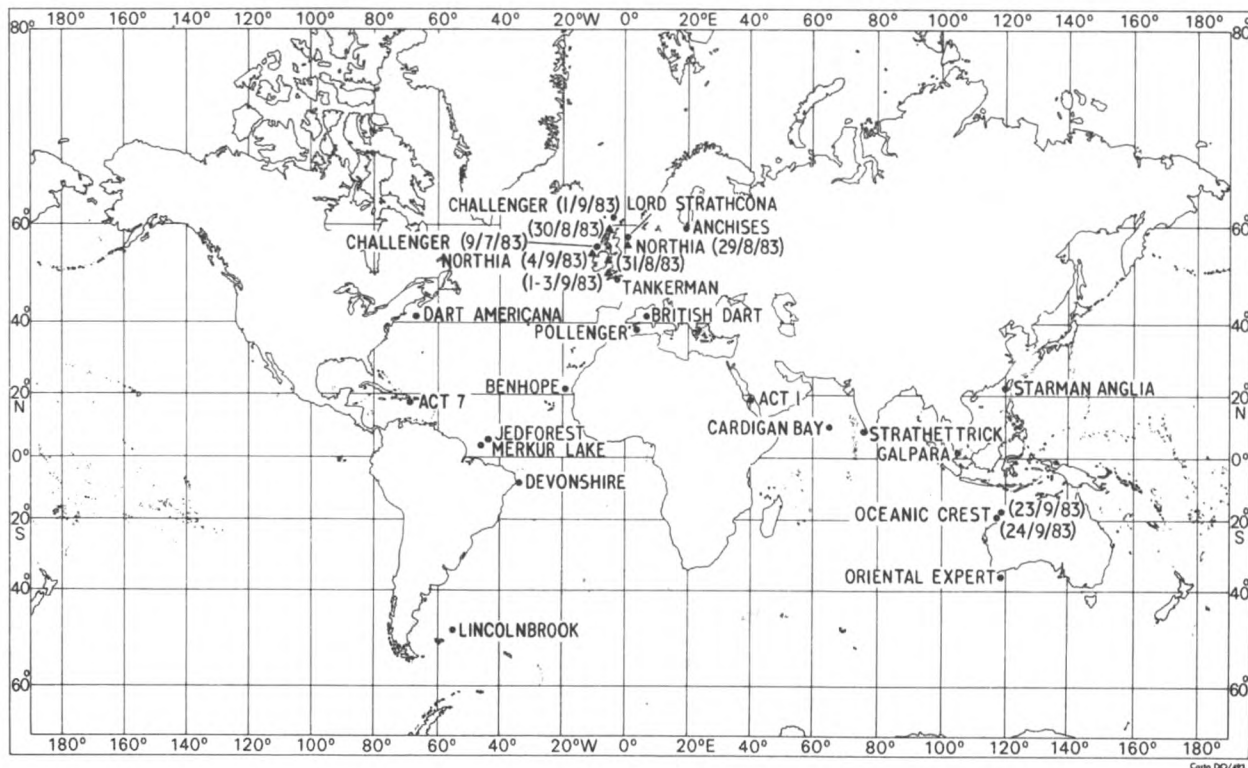 180° 160° 140° 120° 100° 80° 60° 40° 20°W 0° 20°E 40° 60° 80° 100° 120° 140° 160° 180°
80° 80°
CHALLENGER (1/9/83) LORD STRATHCONA
60° (30/8/83) ANCHISES 60°
CHALLENGER (9/7/83) NORTHIA (29/8/83)
NORTHIA (4/9/83) (31/8/83)
(1-3/9/83) TANKERMAN
40° DART AMERICANA BRITISH DART 40°
POLLENGER
BENHOPE STARMAN ANGLIA
20° ACT 7 ACT 1 20°
N N
CARDIGAN BAY STRATHETTRICK
JEDFOREST GALPARA
0° MERKUR LAKE 0°
DEVONSHIRE
OCEANIC CREST (23/9/83)
20° (24/9/83) 20°
S S
ORIENTAL EXPERT
40° 40°
LINCOLNBROOK
60° 60°
180° 160° 140° 120° 100° 80° 60° 40° 20°W 0° 20°E 40° 60° 80° 100° 120° 140° 160° 180°